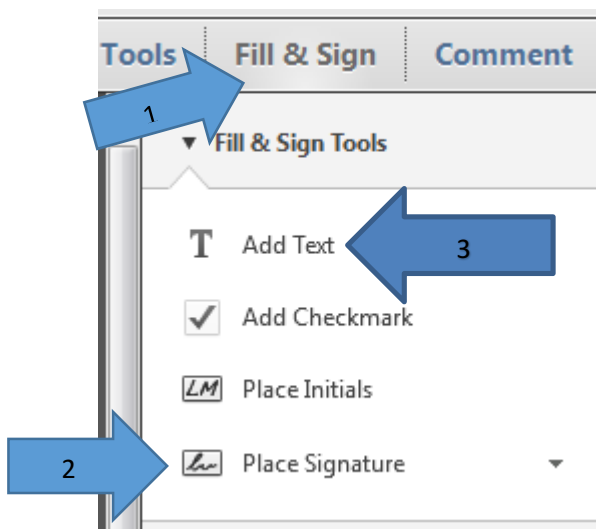 Tools Fill & Sign Comment
1
Fill & Sign Tools
T Add Text 3
Add Checkmark
LM Place Initials
2 Place Signature